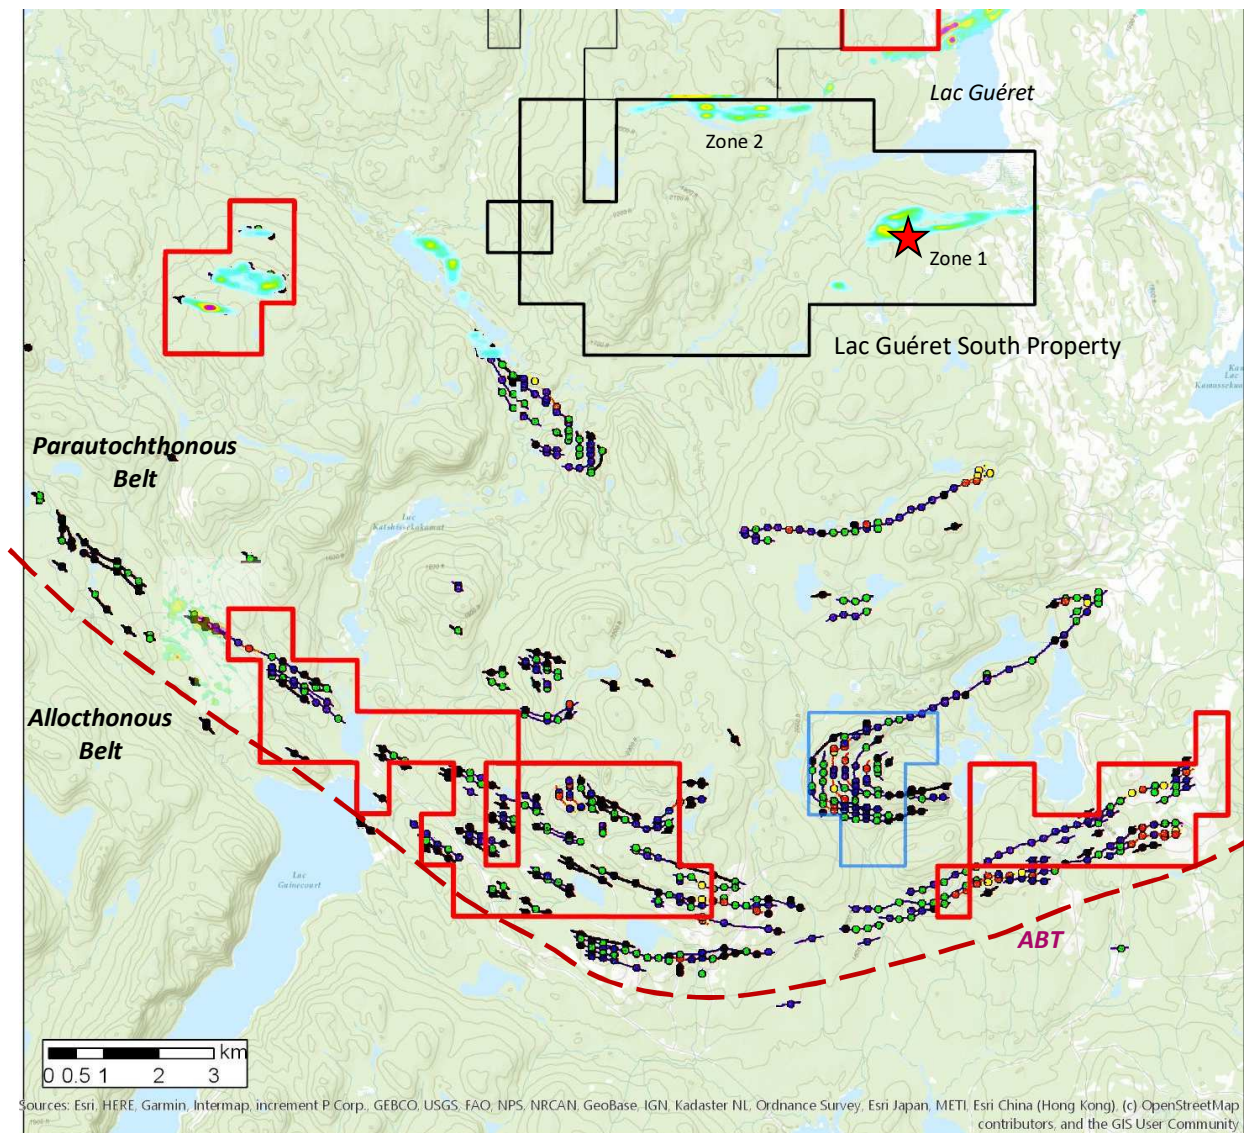 Lac Guéret
Zone 2
Zone 1
Lac Guéret South Property
Parautochthonous
Belt
Lac
Allocthonous
Belt
Lac
ABT
km
0 0.5 1 2 3
Sources: Esri, HERE, Garmin, Intermap, increment P Corp., GEBCO, USGS, FAO, NPS, NRCAN, GeoBase, IGN, Kadaster NL, Ordnance Survey, Esri Japan, METI, Esri China (Hong Kong), (c) OpenStreetMap
contributors, and the GIS User Community